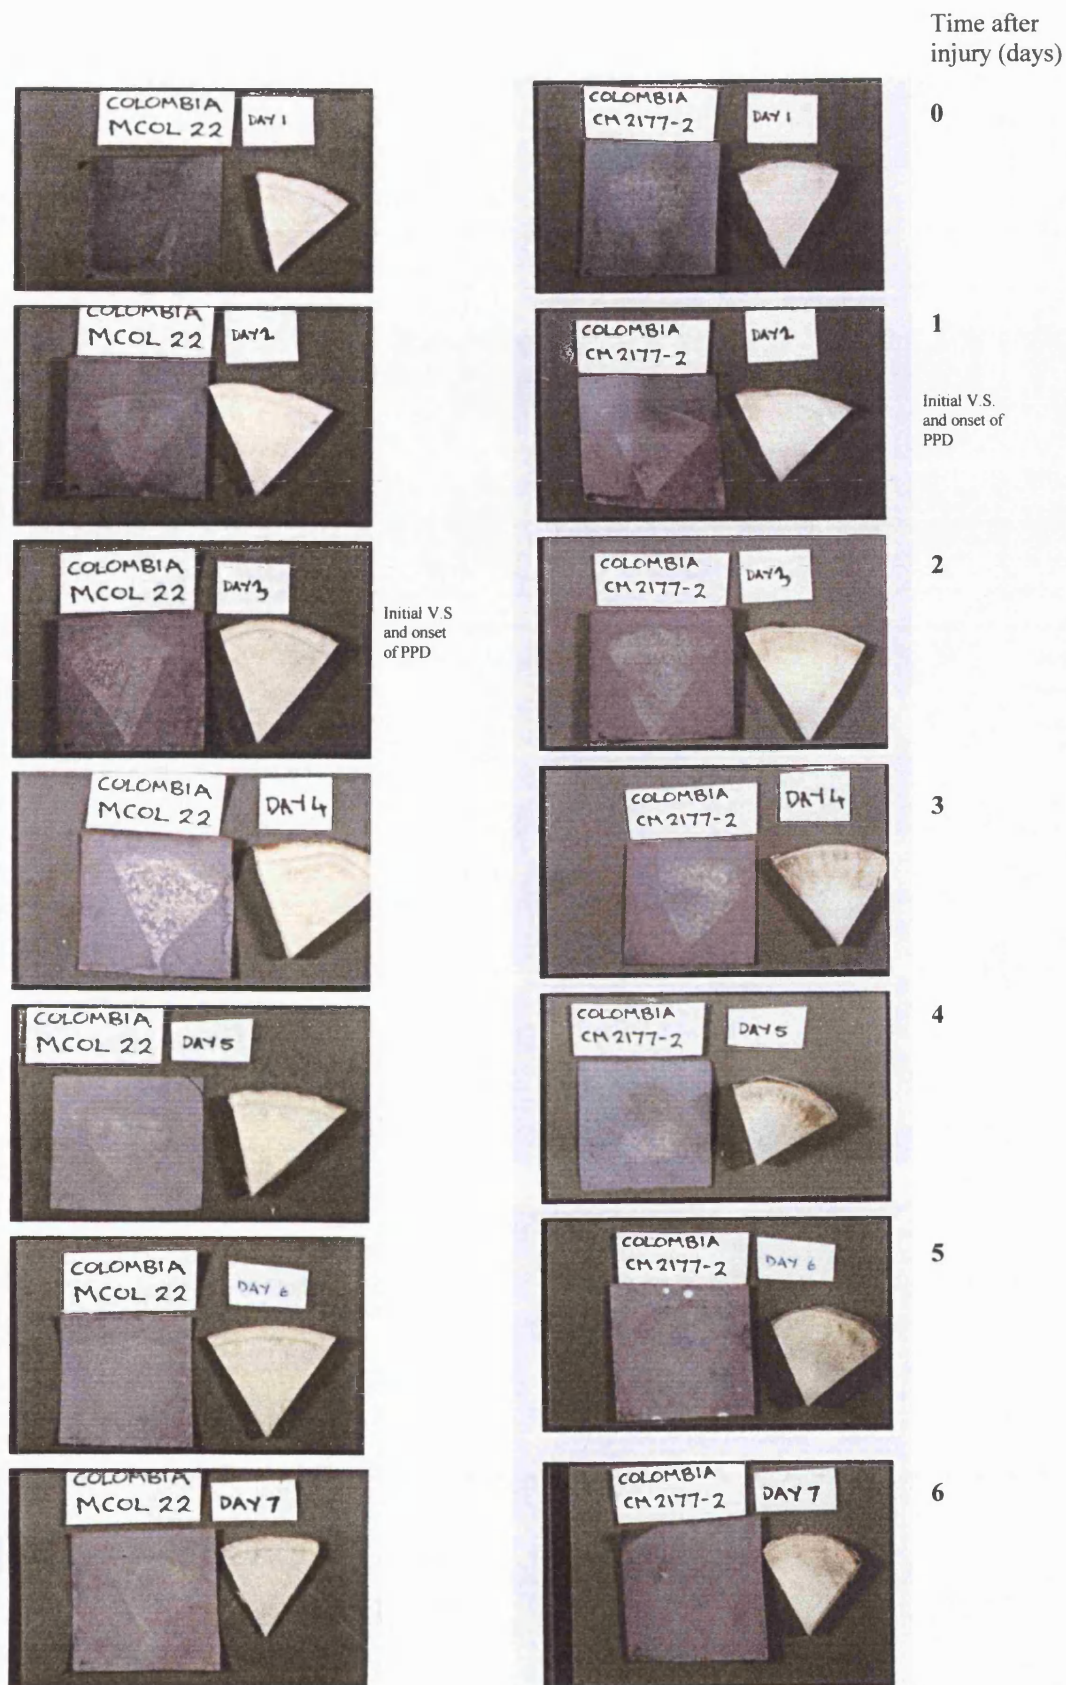 Time after
injury (days)
COLOMBIA
MCOL 22
DAY 1
COLOMBIA
CM 2177-2
DAY 1
0
COLOMBIA
MCOL 22
DAY 2
COLOMBIA
CM 2177-2
DAY 2
1
Initial V.S.
and onset of
PPD
COLOMBIA
MCOL 22
DAY 3
Initial V.S
and onset
of PPD
COLOMBIA
CM 2177-2
DAY 3
2
COLOMBIA
MCOL 22
DAY 4
COLOMBIA
CM 2177-2
DAY 4
3
COLOMBIA
MCOL 22
DAY 5
COLOMBIA
CM 2177-2
DAY 5
4
COLOMBIA
MCOL 22
DAY 6
COLOMBIA
CM 2177-2
DAY 6
5
COLOMBIA
MCOL 22
DAY 7
COLOMBIA
CM 2177-2
DAY 7
6